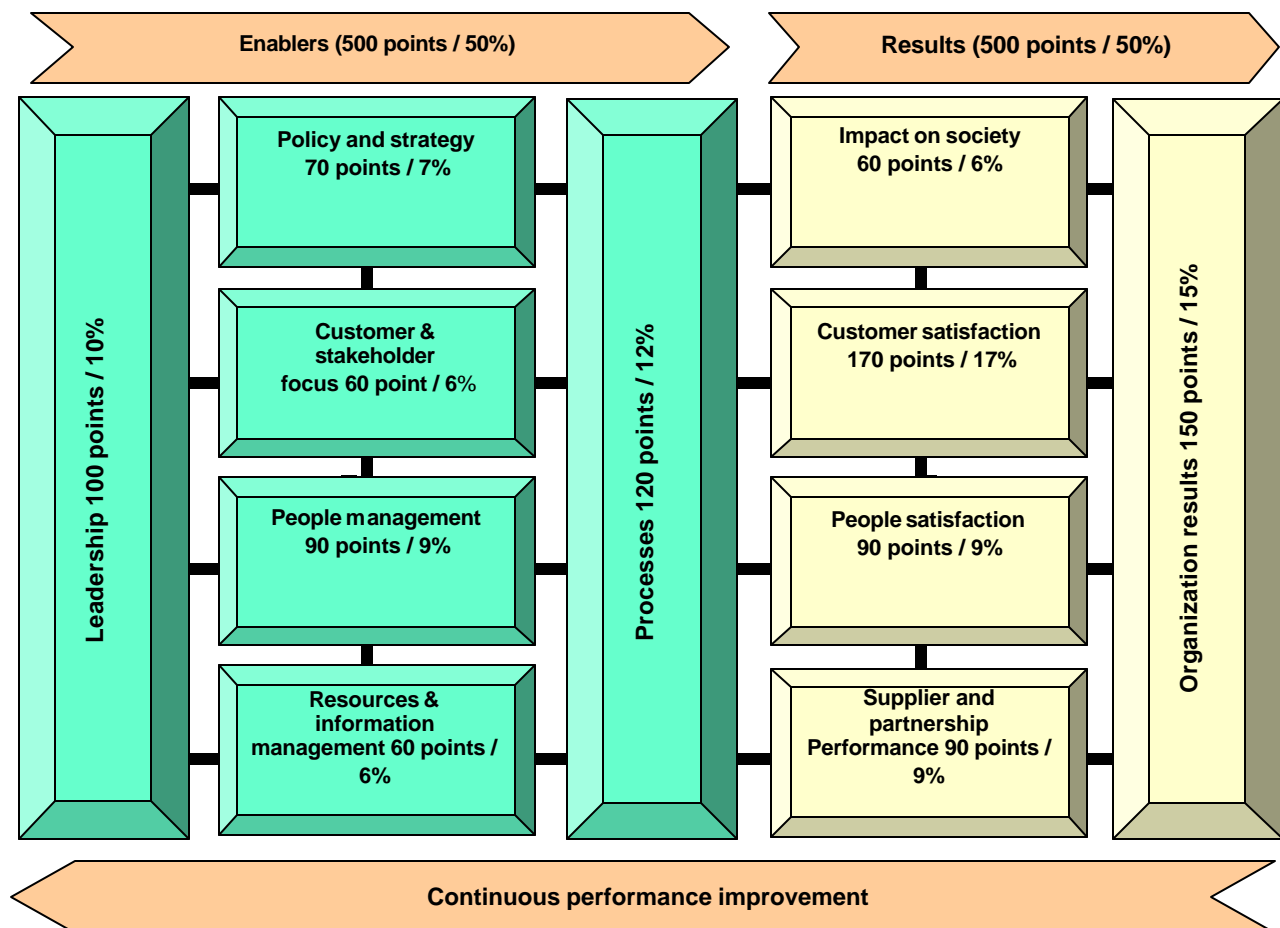 Enablers (500 points / 50%)
Results (500 points / 50%)
Leadership 100 points / 10%
Policy and strategy
70 points / 7%
Customer &
stakeholder
focus 60 point / 6%
People management
90 points / 9%
Resources &
information
management 60 points /
6%
Processes 120 points / 12%
Impact on society
60 points / 6%
Customer satisfaction
170 points / 17%
People satisfaction
90 points / 9%
Supplier and
partnership
Performance 90 points /
9%
Organization results 150 points / 15%
Continuous performance improvement